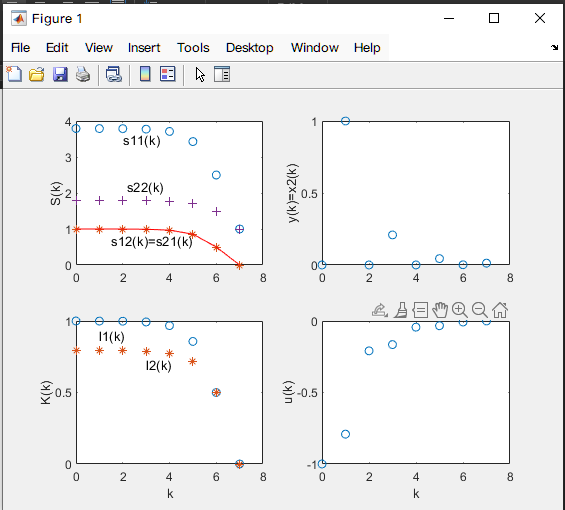 Figure 1
File Edit View Insert Tools Desktop Window Help
4
3
2
1
0
S(k)
s11(k)
s22(k)
s12(k)=s21(k)
0 2 4 6 8
1
0.5
0
y(k)=x2(k)
0 2 4 6 8
1
0.5
0
K(k)
l1(k)
l2(k)
0 2 4 6 8
k
0
-0.5
-1
u(k)
0 2 4 6 8
k